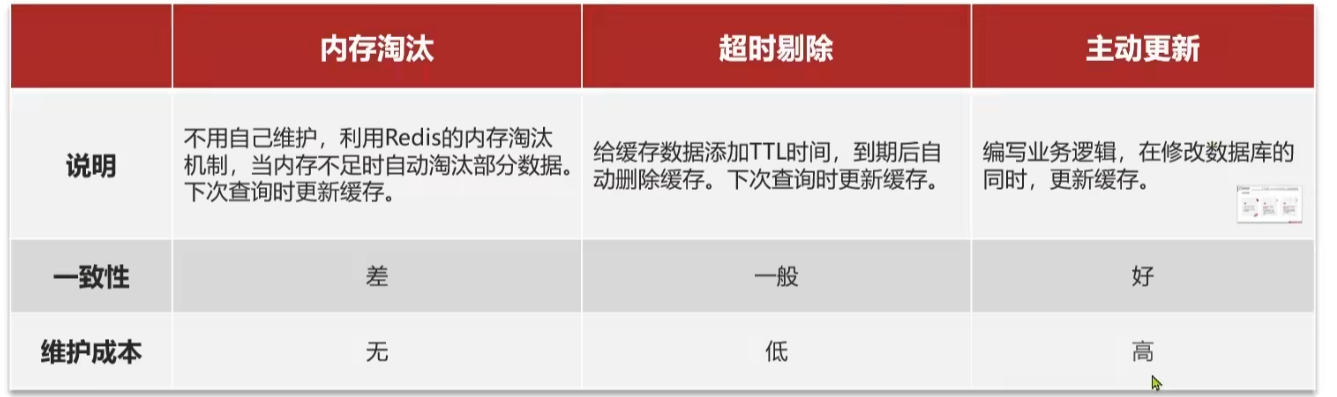 内存淘汰
超时剔除
主动更新
说明
不用自己维护，利用Redis的内存淘汰
机制，当内存不足时自动淘汰部分数据。
下次查询时更新缓存。
给缓存数据添加TTL时间，到期后自
动删除缓存。下次查询时更新缓存。
编写业务逻辑，在修改数据库的
同时，更新缓存。
一致性
差
一般
好
维护成本
无
低
高